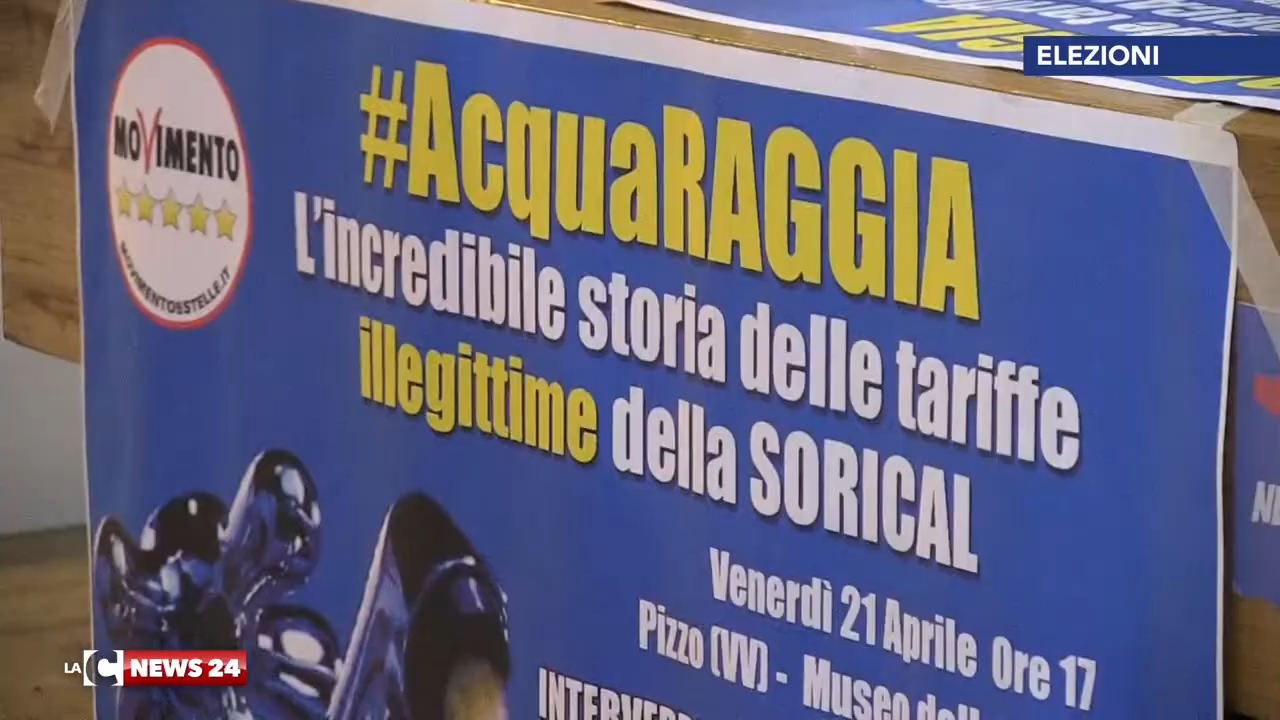 ELEZIONI
MOVIMENTO
MOVIMENTO5STELLE.IT
#AcquaRAGGIA
L'incredibile storia delle tariffe
illegittime della SORICAL
Venerdì 21 Aprile Ore 17
Pizzo (VV) - Museo
LA C NEWS 24